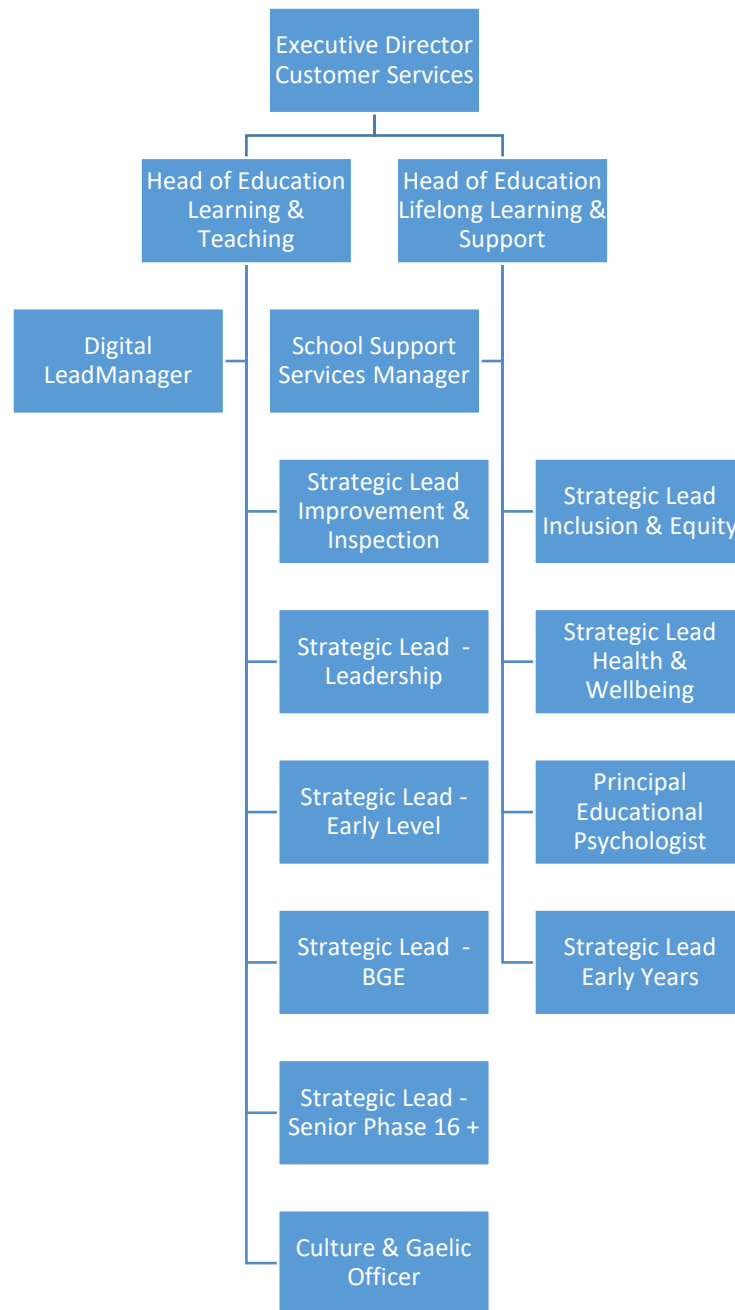 Executive Director
Customer Services
Head of Education
Learning &
Teaching
Head of Education
Lifelong Learning &
Support
Digital
LeadManager
School Support
Services Manager
Strategic Lead
Improvement &
Inspection
Strategic Lead
Inclusion & Equity
Strategic Lead  -
Leadership
Strategic Lead
Health &
Wellbeing
Strategic Lead -
Early Level
Principal
Educational
Psychologist
Strategic Lead  -
BGE
Strategic Lead
Early Years
Strategic Lead -
Senior Phase 16 +
Culture & Gaelic
Officer